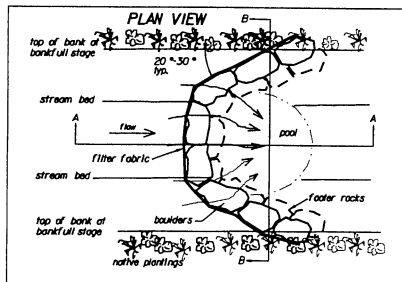 PLAN VIEW
B
top of bank at
bankfull stage
20°-30°
typ.
stream bed
A
A
flow
pool
filter fabric
stream bed
footer rocks
boulders
top of bank at
bankfull stage
native plantings
B